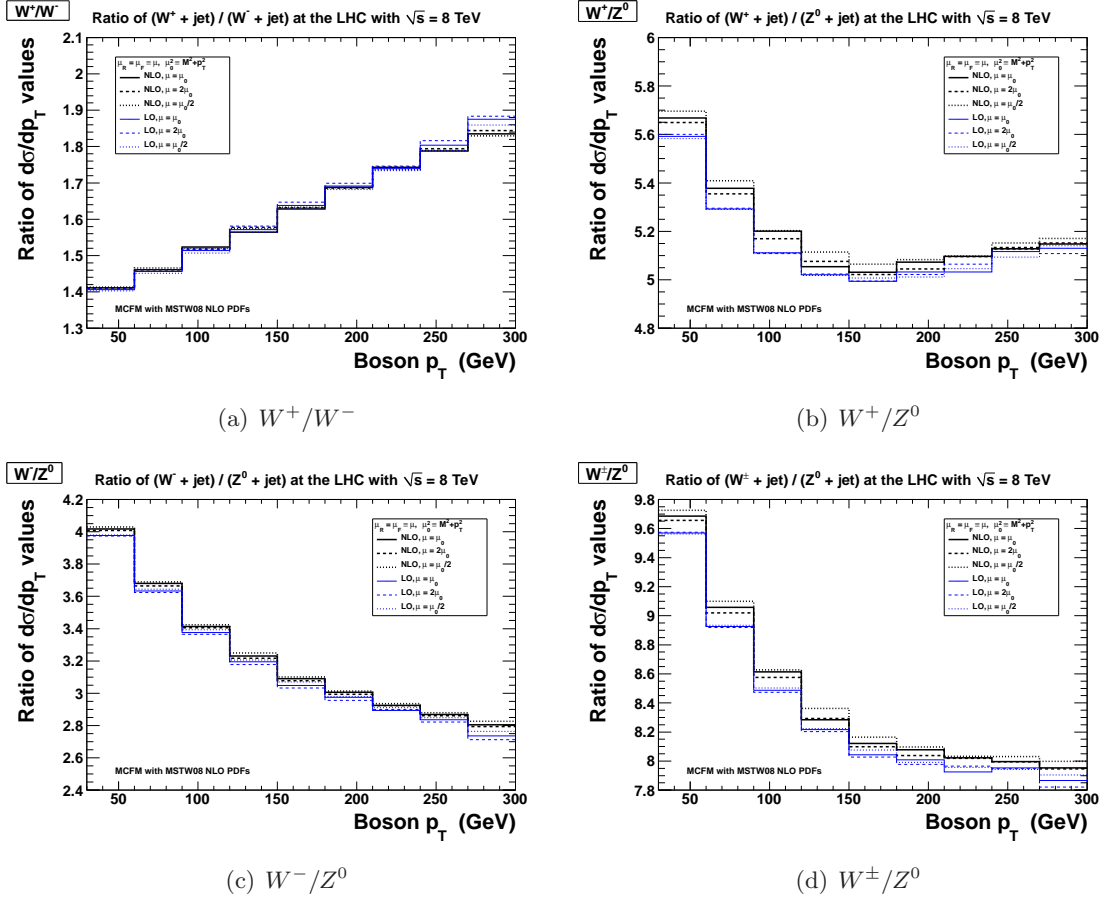 W⁺/W⁻
Ratio of (W⁺ + jet) / (W⁻ + jet) at the LHC with √s = 8 TeV
Ratio of dσ/dp_T values
2.1
2
1.9
1.8
1.7
1.6
1.5
1.4
1.3
μ_R = μ_F = μ, μ₀² = M²+p_T²
NLO, μ = μ₀
NLO, μ = 2μ₀
NLO, μ = μ₀/2
LO, μ = μ₀
LO, μ = 2μ₀
LO, μ = μ₀/2
MCFM with MSTW08 NLO PDFs
50 100 150 200 250 300
Boson p_T (GeV)
(a) W⁺/W⁻
W⁺/Z⁰
Ratio of (W⁺ + jet) / (Z⁰ + jet) at the LHC with √s = 8 TeV
Ratio of dσ/dp_T values
6
5.8
5.6
5.4
5.2
5
4.8
μ_R = μ_F = μ, μ₀² = M²+p_T²
NLO, μ = μ₀
NLO, μ = 2μ₀
NLO, μ = μ₀/2
LO, μ = μ₀
LO, μ = 2μ₀
LO, μ = μ₀/2
MCFM with MSTW08 NLO PDFs
50 100 150 200 250 300
Boson p_T (GeV)
(b) W⁺/Z⁰
W⁻/Z⁰
Ratio of (W⁻ + jet) / (Z⁰ + jet) at the LHC with √s = 8 TeV
Ratio of dσ/dp_T values
4.2
4
3.8
3.6
3.4
3.2
3
2.8
2.6
2.4
μ_R = μ_F = μ, μ₀² = M²+p_T²
NLO, μ = μ₀
NLO, μ = 2μ₀
NLO, μ = μ₀/2
LO, μ = μ₀
LO, μ = 2μ₀
LO, μ = μ₀/2
MCFM with MSTW08 NLO PDFs
50 100 150 200 250 300
Boson p_T (GeV)
(c) W⁻/Z⁰
W±/Z⁰
Ratio of (W± + jet) / (Z⁰ + jet) at the LHC with √s = 8 TeV
Ratio of dσ/dp_T values
9.8
9.6
9.4
9.2
9
8.8
8.6
8.4
8.2
8
7.8
μ_R = μ_F = μ, μ₀² = M²+p_T²
NLO, μ = μ₀
NLO, μ = 2μ₀
NLO, μ = μ₀/2
LO, μ = μ₀
LO, μ = 2μ₀
LO, μ = μ₀/2
MCFM with MSTW08 NLO PDFs
50 100 150 200 250 300
Boson p_T (GeV)
(d) W±/Z⁰